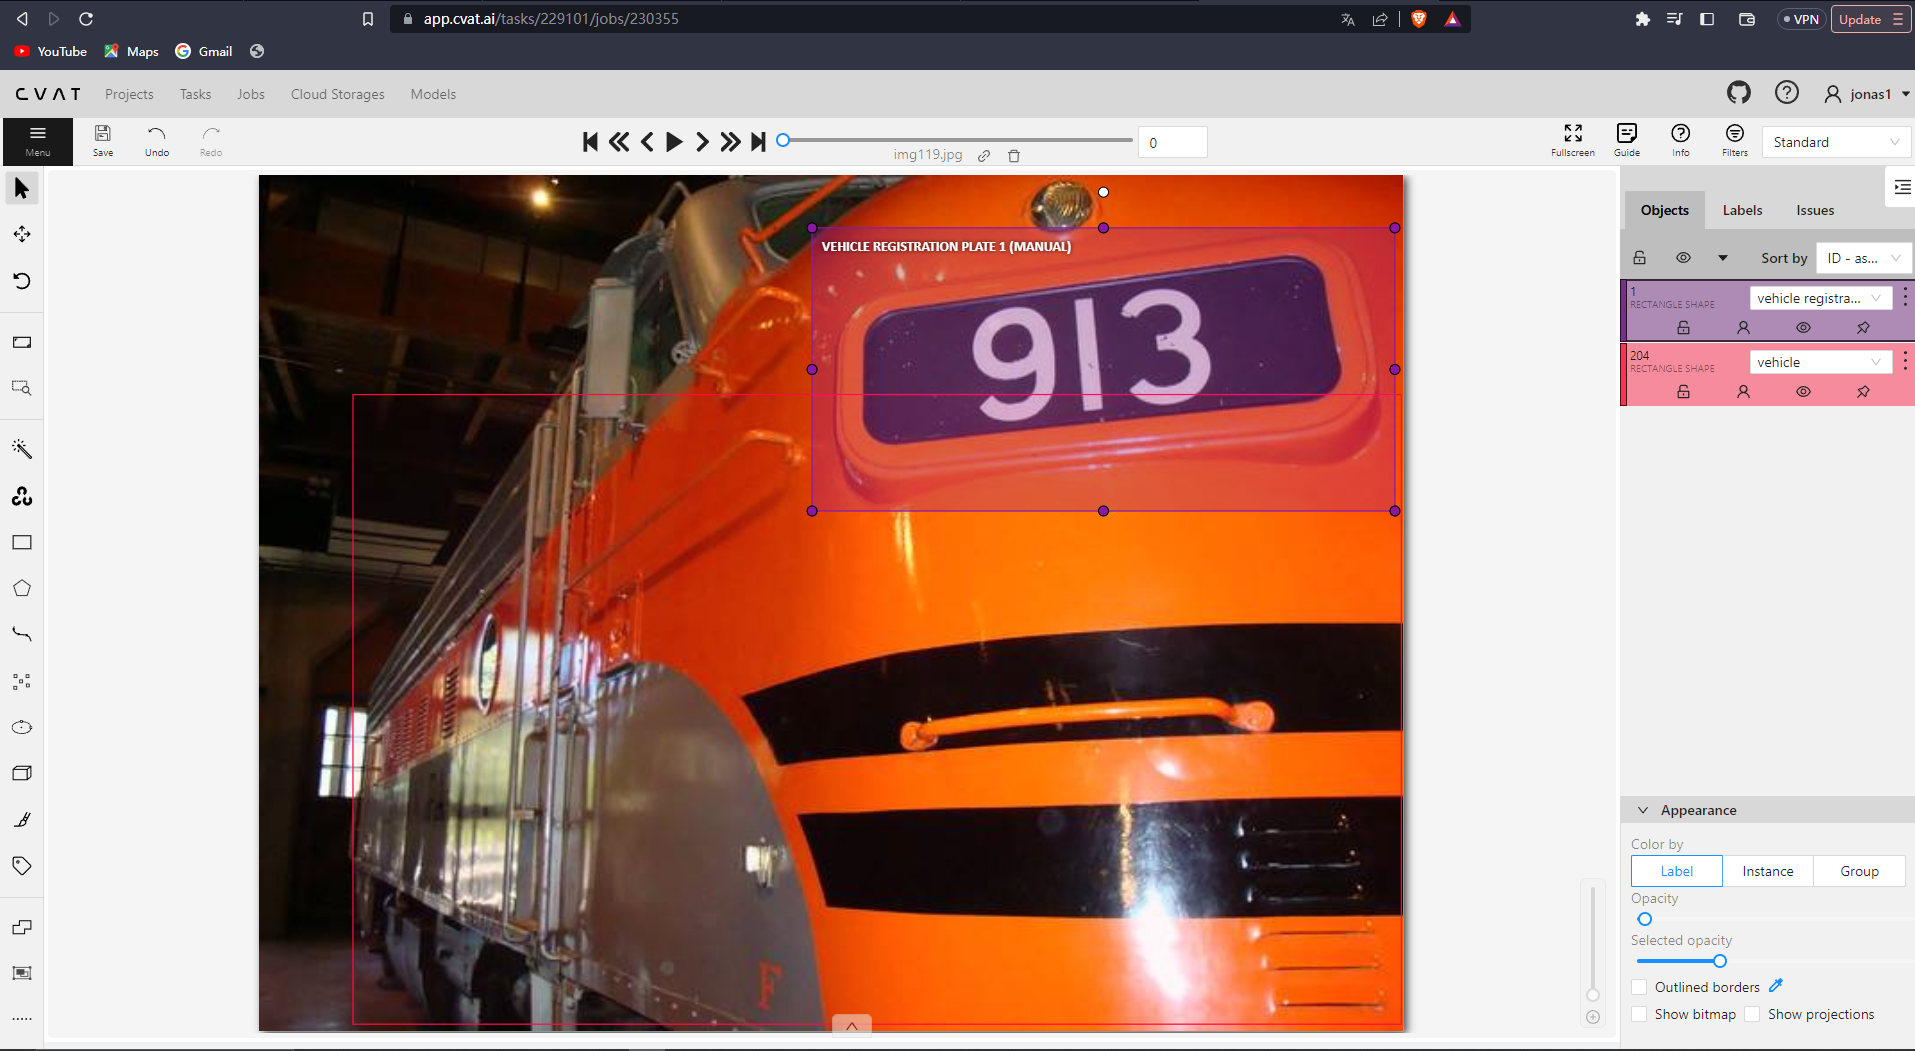 app.cvat.ai/tasks/229101/jobs/230355
VPN
Update
YouTube
Maps
Gmail
CVAT
Projects
Tasks
Jobs
Cloud Storages
Models
jonas1
Menu
Save
Undo
Redo
img119.jpg
0
Fullscreen
Guide
Info
Filters
Standard
VEHICLE REGISTRATION PLATE 1 (MANUAL)
913
Objects
Labels
Issues
Sort by
ID - as...
1
RECTANGLE SHAPE
vehicle registra...
204
RECTANGLE SHAPE
vehicle
Appearance
Color by
Label
Instance
Group
Opacity
Selected opacity
Outlined borders
Show bitmap
Show projections